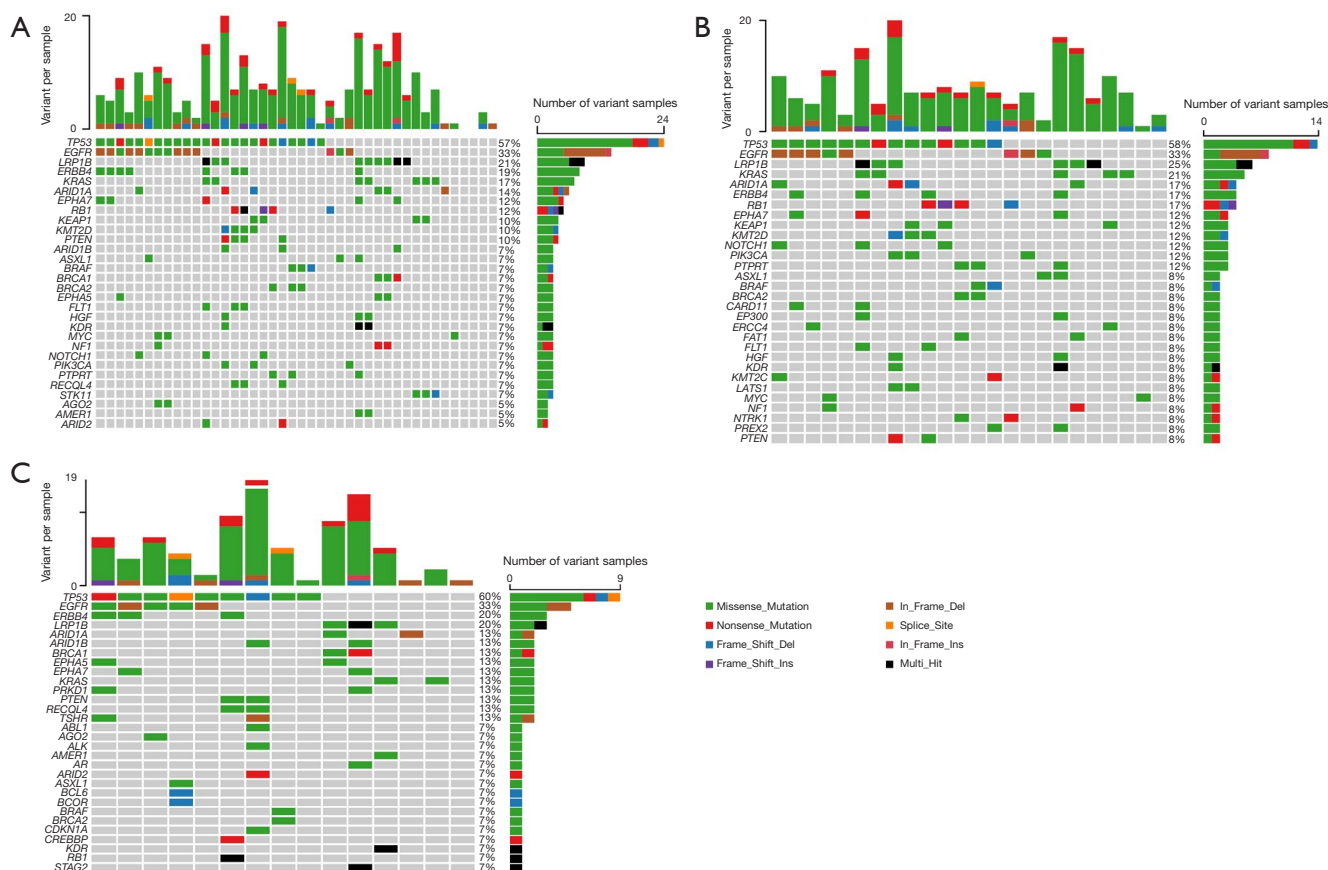 A
Variant per sample
20
10
0
Number of variant samples
0 24
TP53 57%
EGFR 33%
LRP1B 21%
ERBB4 19%
KRAS 17%
ARID1A 14%
EPHA7 12%
RB1 12%
KEAP1 10%
KMT2D 10%
PTEN 10%
ARID1B 7%
ASXL1 7%
BRAF 7%
BRCA1 7%
BRCA2 7%
EPHA5 7%
FLT1 7%
HGF 7%
KDR 7%
MYC 7%
NF1 7%
NOTCH1 7%
PIK3CA 7%
PTPRT 7%
RECQL4 7%
STK11 7%
AGO2 5%
AMER1 5%
ARID2 5%
B
Variant per sample
20
10
0
Number of variant samples
0 14
TP53 58%
EGFR 33%
LRP1B 25%
KRAS 21%
ARID1A 17%
ERBB4 17%
RB1 17%
EPHA7 12%
KEAP1 12%
KMT2D 12%
NOTCH1 12%
PIK3CA 12%
PTPRT 12%
ASXL1 8%
BRAF 8%
BRCA2 8%
CARD11 8%
EP300 8%
ERCC4 8%
FAT1 8%
FLT1 8%
HGF 8%
KDR 8%
KMT2C 8%
LATS1 8%
MYC 8%
NF1 8%
NTRK1 8%
PREX2 8%
PTEN 8%
C
Variant per sample
19
0
Number of variant samples
0 9
TP53 60%
EGFR 33%
ERBB4 20%
LRP1B 20%
ARID1A 13%
ARID1B 13%
BRCA1 13%
EPHA5 13%
EPHA7 13%
KRAS 13%
PRKD1 13%
PTEN 13%
RECQL4 13%
TSHR 13%
ABL1 7%
AGO2 7%
ALK 7%
AMER1 7%
AR 7%
ARID2 7%
ASXL1 7%
BCL6 7%
BCOR 7%
BRAF 7%
BRCA2 7%
CDKN1A 7%
CREBBP 7%
KDR 7%
RB1 7%
STAG2 7%
Missense_Mutation
Nonsense_Mutation
Frame_Shift_Del
Frame_Shift_Ins
In_Frame_Del
Splice_Site
In_Frame_Ins
Multi_Hit